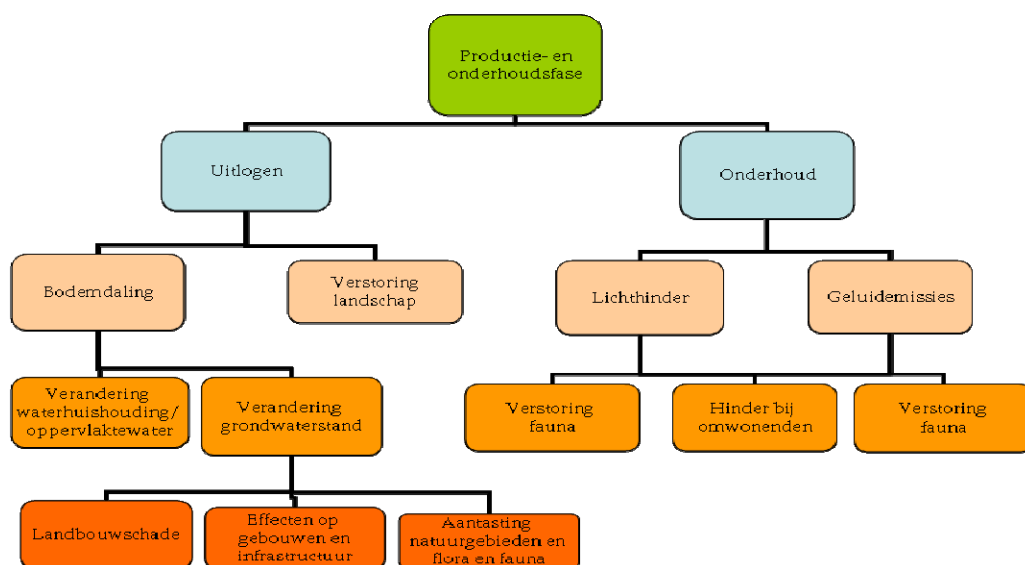 Productie- en
onderhoudsfase
Uitlogen
Onderhoud
Bodemdaling
Verstoring
landschap
Lichthinder
Geluidemissies
Verandering
waterhuishouding/
oppervlaktewater
Verandering
grondwaterstand
Verstoring
fauna
Hinder bij
omwonenden
Verstoring
fauna
Landbouwschade
Effecten op
gebouwen en
infrastructuur
Aantasting
natuurgebieden en
flora en fauna